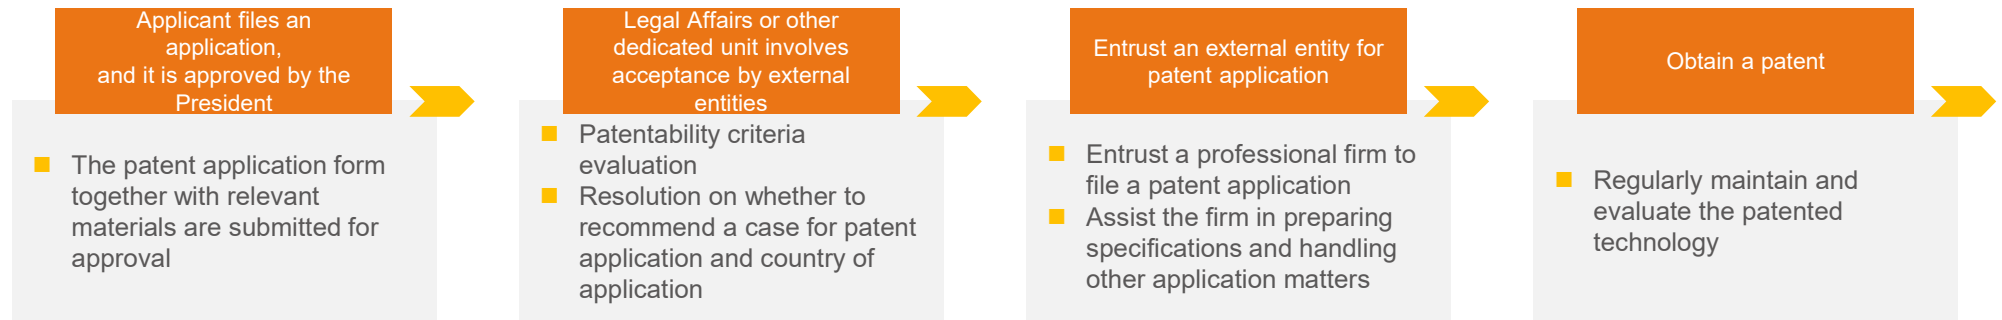 Applicant files an
application,
and it is approved by the
President
The patent application form
together with relevant
materials are submitted for
approval
Legal Affairs or other
dedicated unit involves
acceptance by external
entities
Patentability criteria
evaluation
Resolution on whether to
recommend a case for patent
application and country of
application
Entrust an external entity for
patent application
Entrust a professional firm to
file a patent application
Assist the firm in preparing
specifications and handling
other application matters
Obtain a patent
Regularly maintain and
evaluate the patented
technology